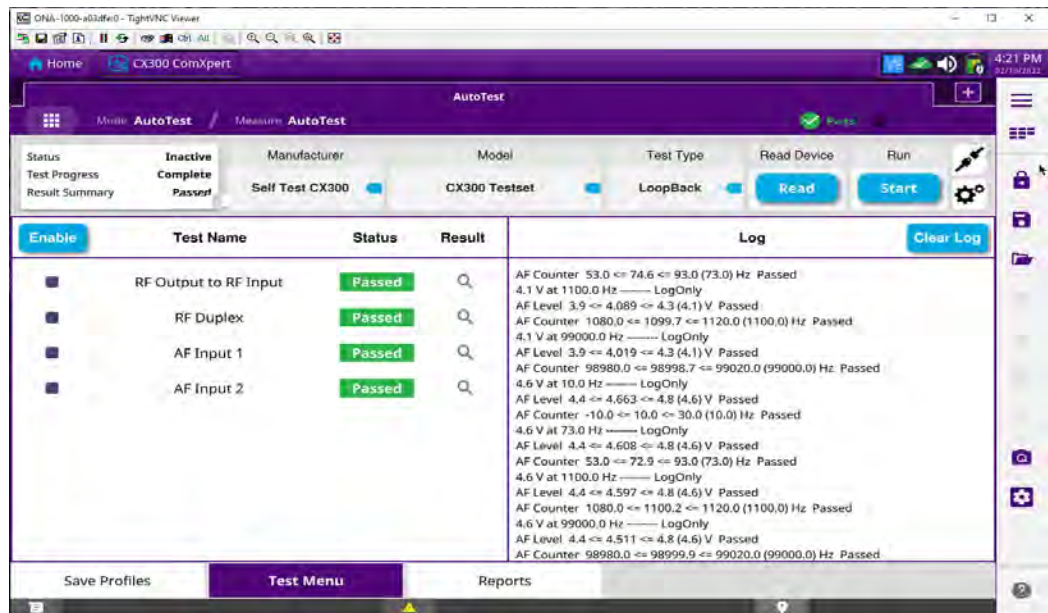 ONA-1000-a03dfec0 - TightVNC Viewer
Ctrl Alt
Home CX300 ComXpert
4:21 PM
02/10/2022
AutoTest
Mode AutoTest / Measure AutoTest
Ports
Status Inactive
Test Progress Complete
Result Summary Passed
Manufacturer Model Test Type Read Device Run
Self Test CX300 CX300 Testset LoopBack Read Start
Enable Test Name Status Result
RF Output to RF Input Passed
RF Duplex Passed
AF Input 1 Passed
AF Input 2 Passed
Log Clear Log
AF Counter 53.0 <= 74.6 <= 93.0 (73.0) Hz Passed
4.1 V at 1100.0 Hz ------- LogOnly
AF Level 3.9 <= 4.089 <= 4.3 (4.1) V Passed
AF Counter 1080.0 <= 1099.7 <= 1120.0 (1100.0) Hz Passed
4.1 V at 99000.0 Hz ------- LogOnly
AF Level 3.9 <= 4.019 <= 4.3 (4.1) V Passed
AF Counter 98980.0 <= 98998.7 <= 99020.0 (99000.0) Hz Passed
4.6 V at 10.0 Hz ------- LogOnly
AF Level 4.4 <= 4.663 <= 4.8 (4.6) V Passed
AF Counter -10.0 <= 10.0 <= 30.0 (10.0) Hz Passed
4.6 V at 73.0 Hz ------- LogOnly
AF Level 4.4 <= 4.608 <= 4.8 (4.6) V Passed
AF Counter 53.0 <= 72.9 <= 93.0 (73.0) Hz Passed
4.6 V at 1100.0 Hz ------- LogOnly
AF Level 4.4 <= 4.597 <= 4.8 (4.6) V Passed
AF Counter 1080.0 <= 1100.2 <= 1120.0 (1100.0) Hz Passed
4.6 V at 99000.0 Hz ------- LogOnly
AF Level 4.4 <= 4.511 <= 4.8 (4.6) V Passed
AF Counter 98980.0 <= 98999.9 <= 99020.0 (99000.0) Hz Passed
Save Profiles Test Menu Reports